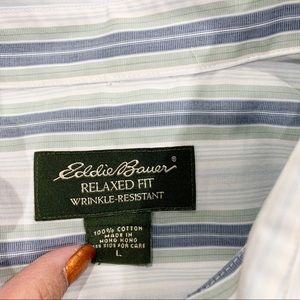 Eddie Bauer®
RELAXED FIT
WRINKLE-RESISTANT
100% COTTON
MADE IN
HONG KONG
SEE SIDE FOR CARE
L